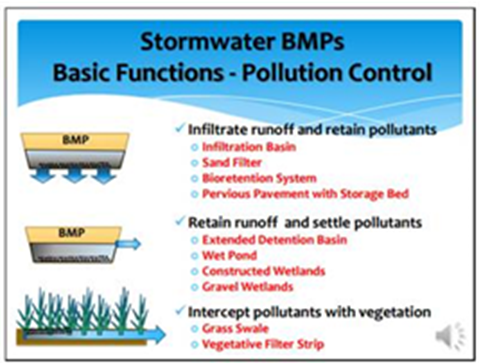 Stormwater BMPs
Basic Functions - Pollution Control
BMP
Infiltrate runoff and retain pollutants
Infiltration Basin
Sand Filter
Bioretention System
Pervious Pavement with Storage Bed
BMP
Retain runoff and settle pollutants
Extended Detention Basin
Wet Pond
Constructed Wetlands
Gravel Wetlands
Intercept pollutants with vegetation
Grass Swale
Vegetative Filter Strip